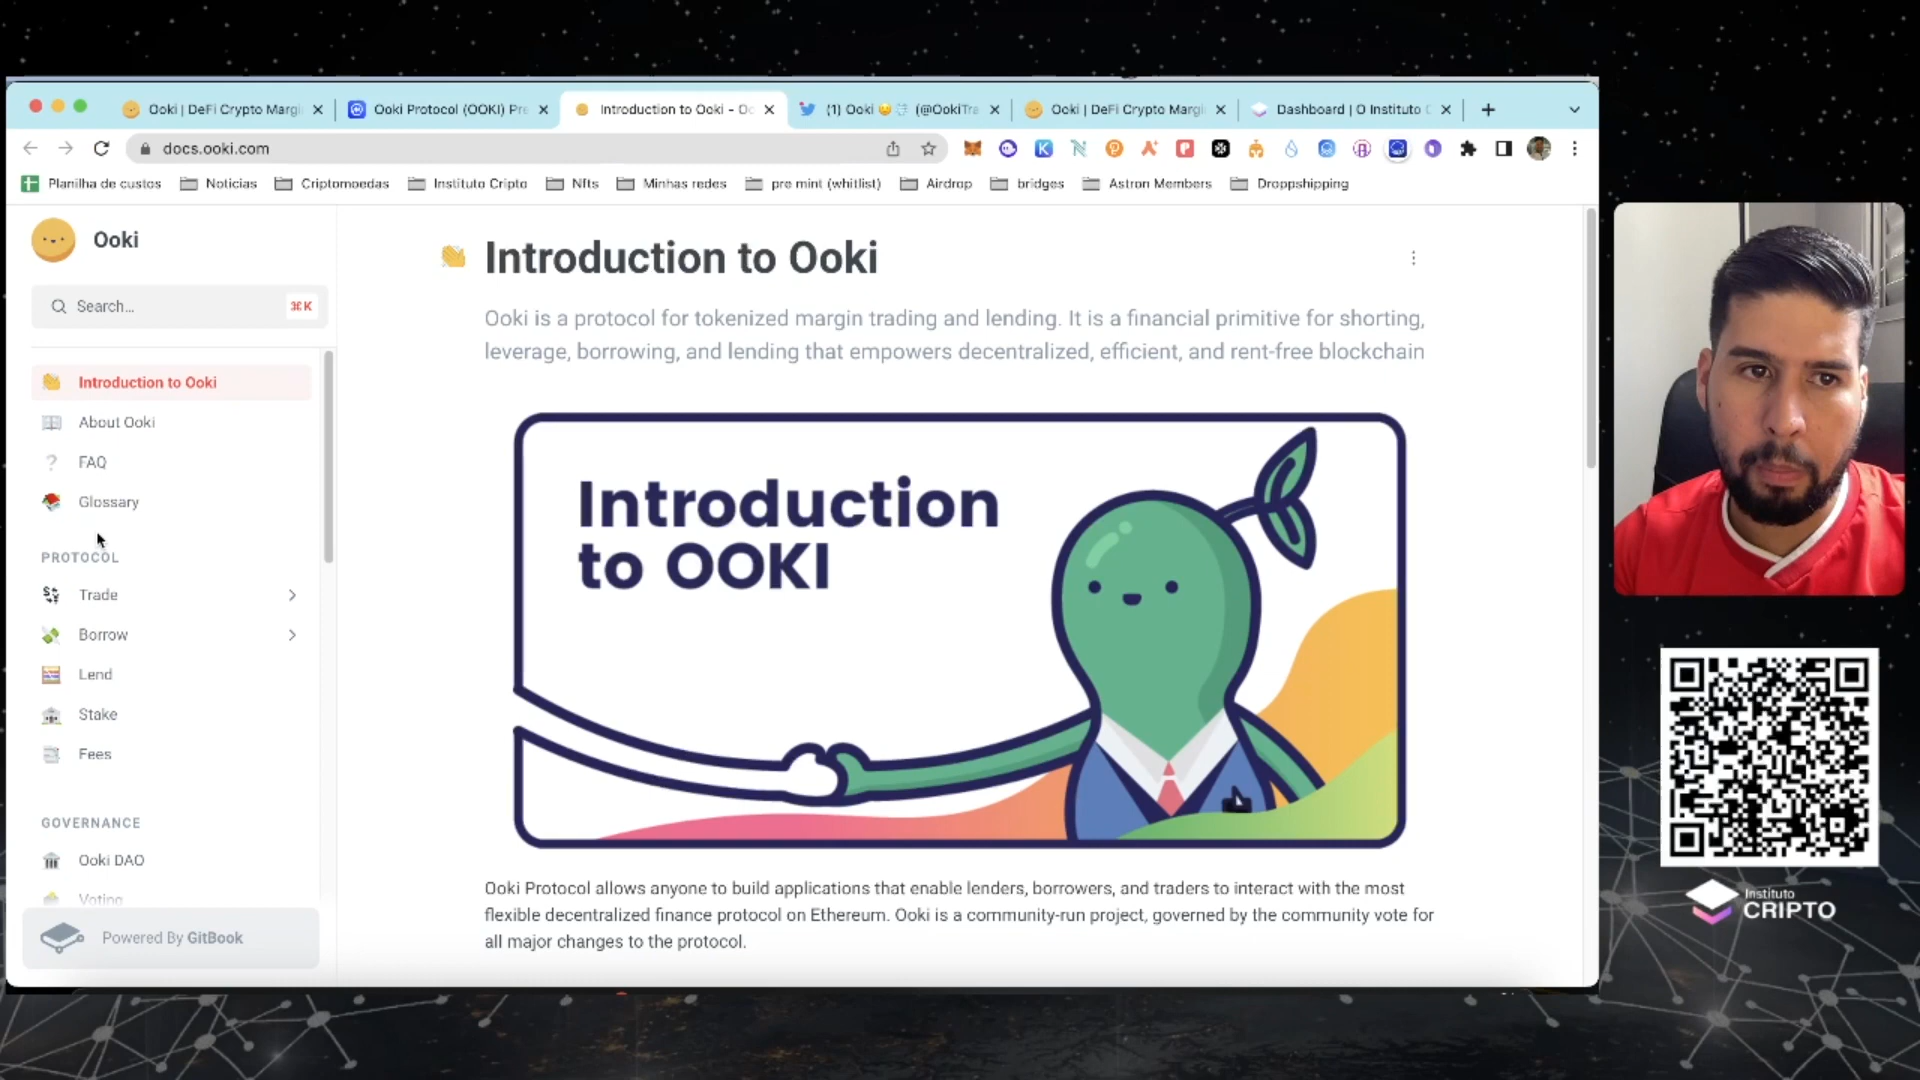 Ooki | DeFi Crypto Margi
Ooki Protocol (OOKI) Pre
Introduction to Ooki - Oo
(1) Ooki (@OokiTra
Ooki | DeFi Crypto Margi
Dashboard | O Instituto C
docs.ooki.com
Planilha de custos
Noticias
Criptomoedas
Instituto Cripto
Nfts
Minhas redes
pre mint (whitlist)
Airdrop
bridges
Astron Members
Droppshipping
Ooki
Search...
⌘K
Introduction to Ooki
About Ooki
FAQ
Glossary
PROTOCOL
Trade
Borrow
Lend
Stake
Fees
GOVERNANCE
Ooki DAO
Voting
Powered By GitBook
Introduction to Ooki
Ooki is a protocol for tokenized margin trading and lending. It is a financial primitive for shorting,
leverage, borrowing, and lending that empowers decentralized, efficient, and rent-free blockchain
Introduction
to OOKI
Ooki Protocol allows anyone to build applications that enable lenders, borrowers, and traders to interact with the most
flexible decentralized finance protocol on Ethereum. Ooki is a community-run project, governed by the community vote for
all major changes to the protocol.
Instituto
CRIPTO